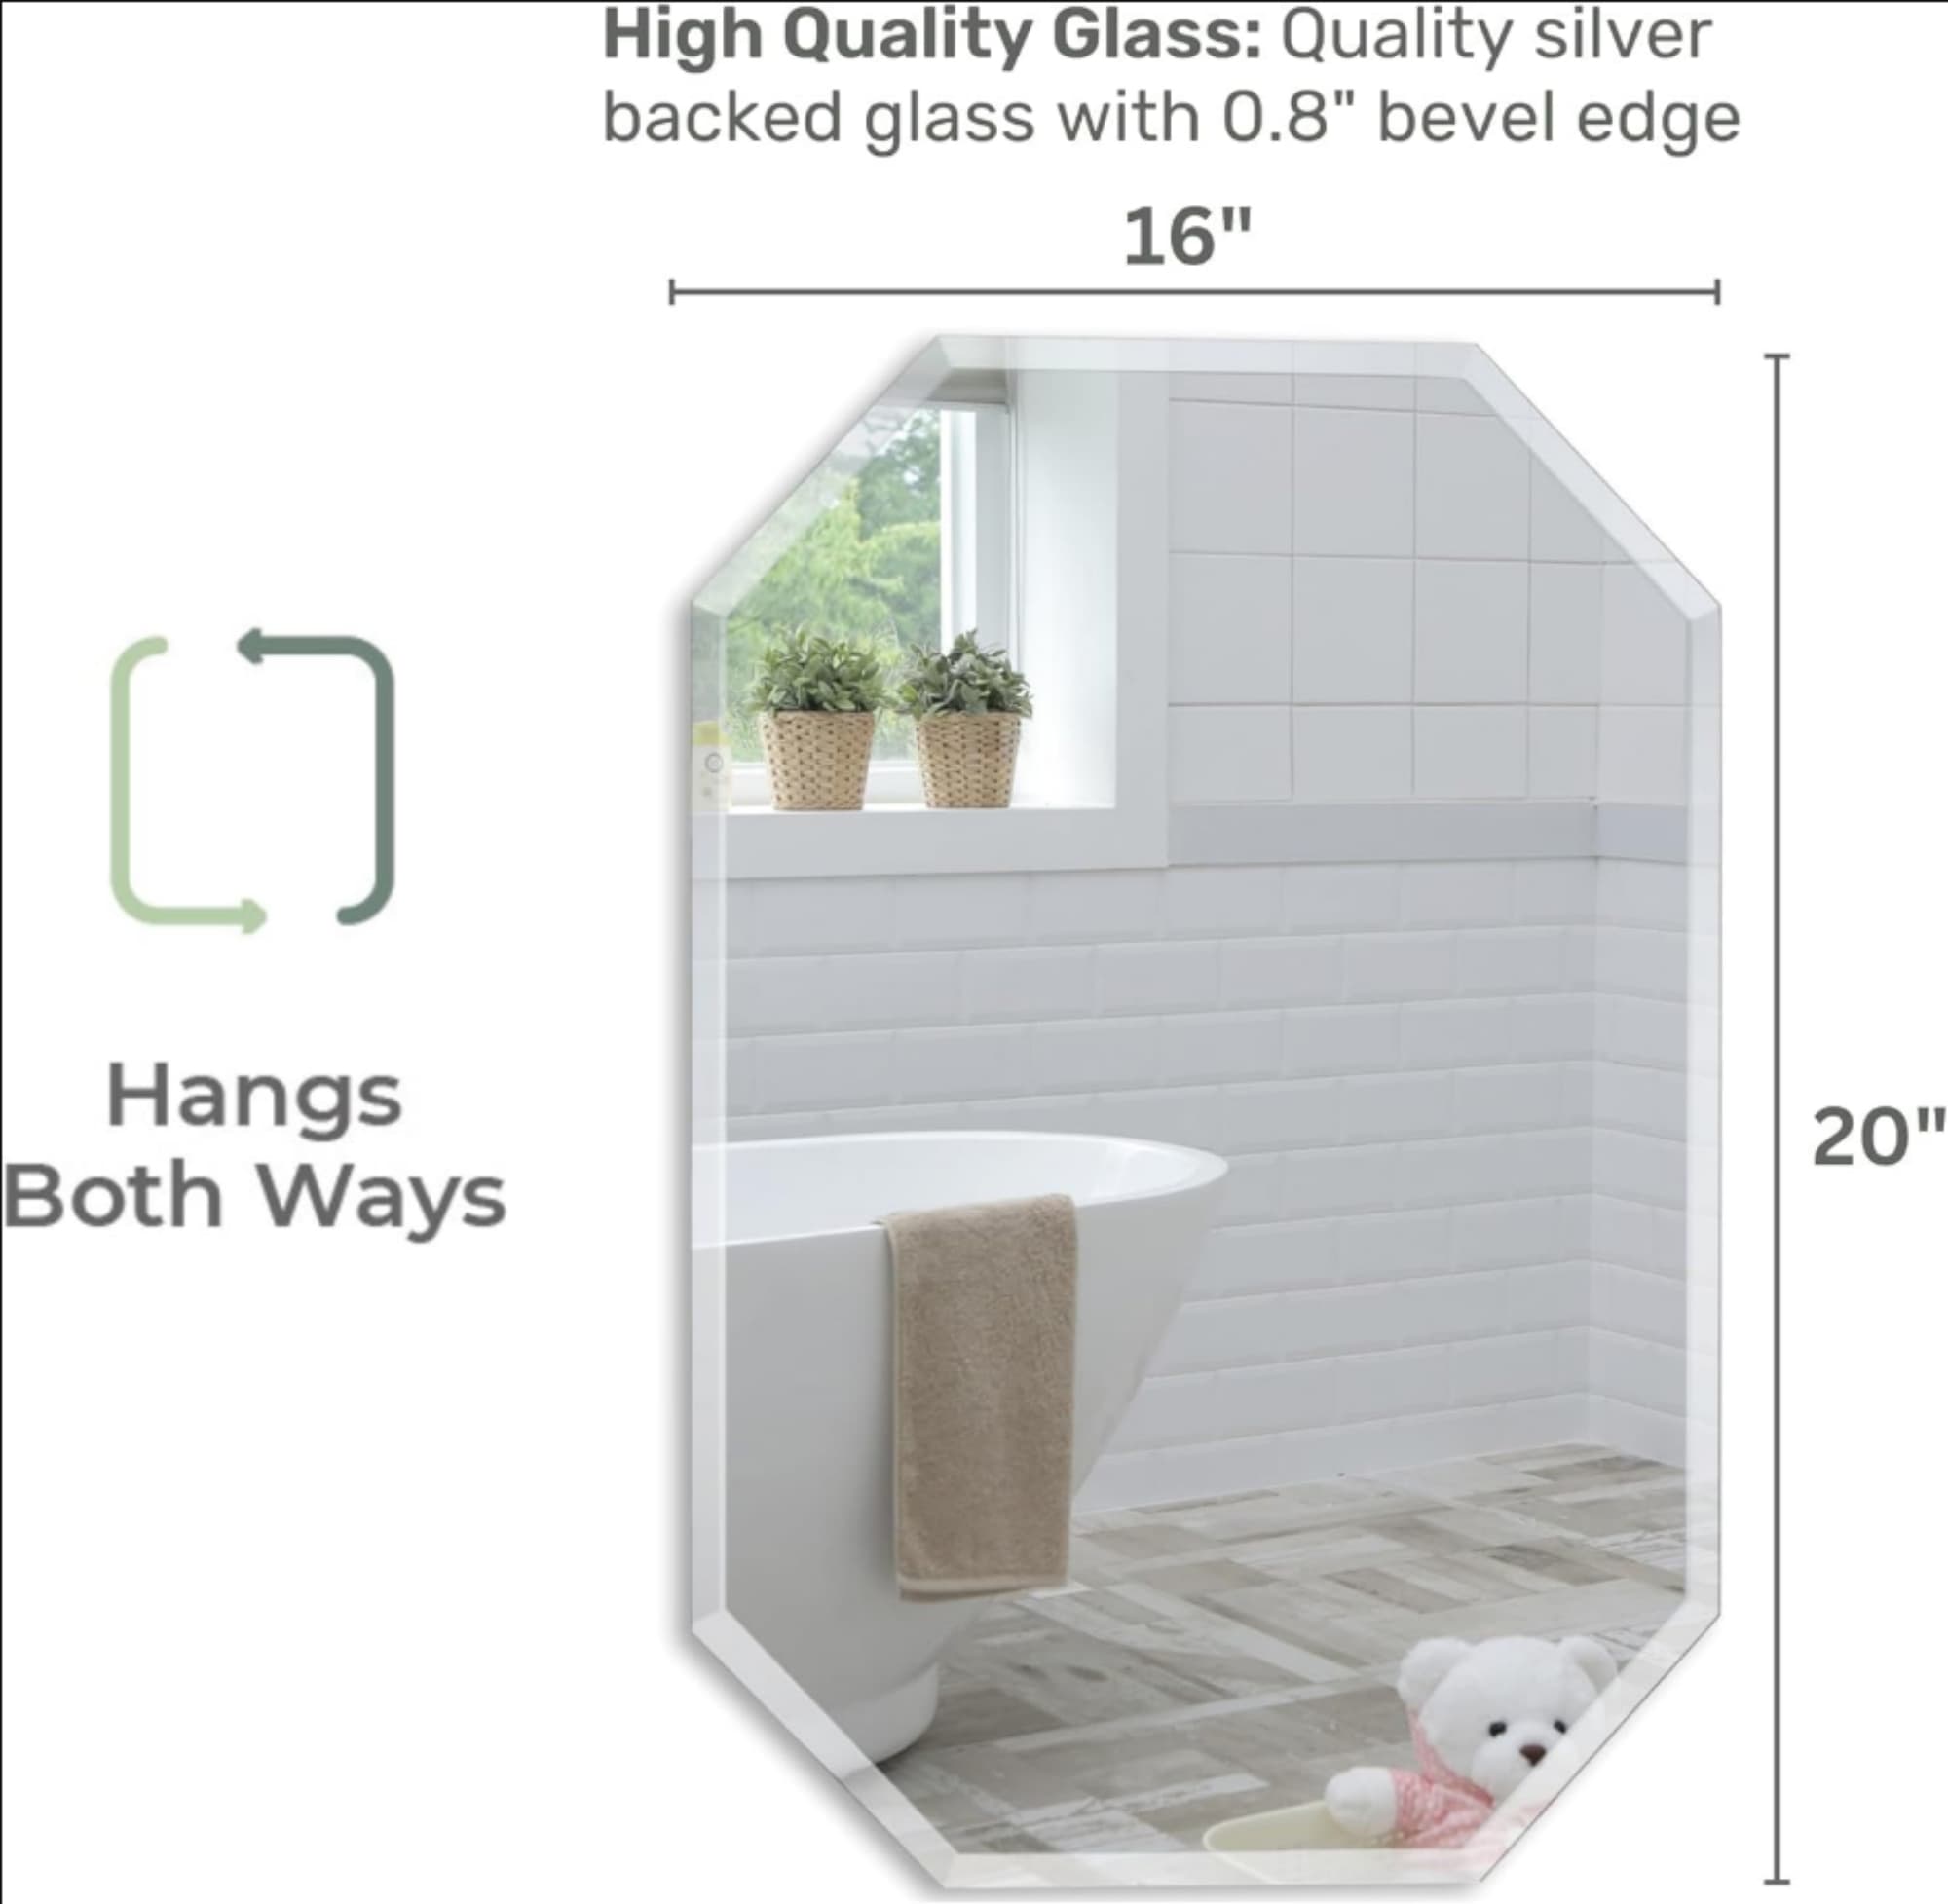 High Quality Glass: Quality silver
backed glass with 0.8" bevel edge
16"
20"
Hangs
Both Ways